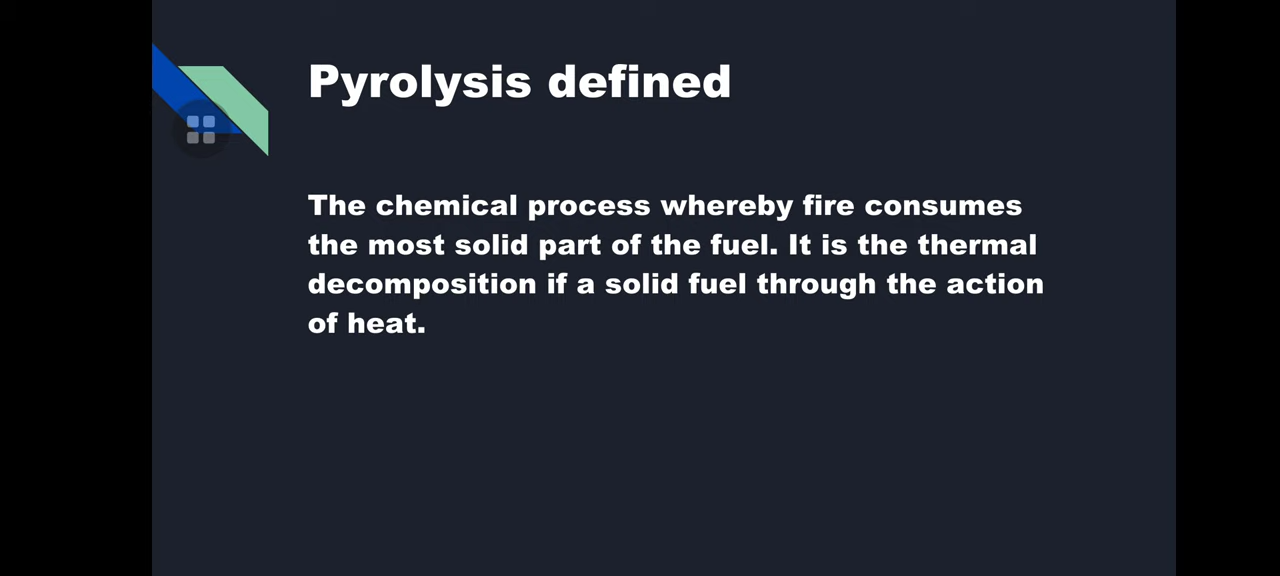 Pyrolysis defined
The chemical process whereby fire consumes
the most solid part of the fuel. It is the thermal
decomposition if a solid fuel through the action
of heat.